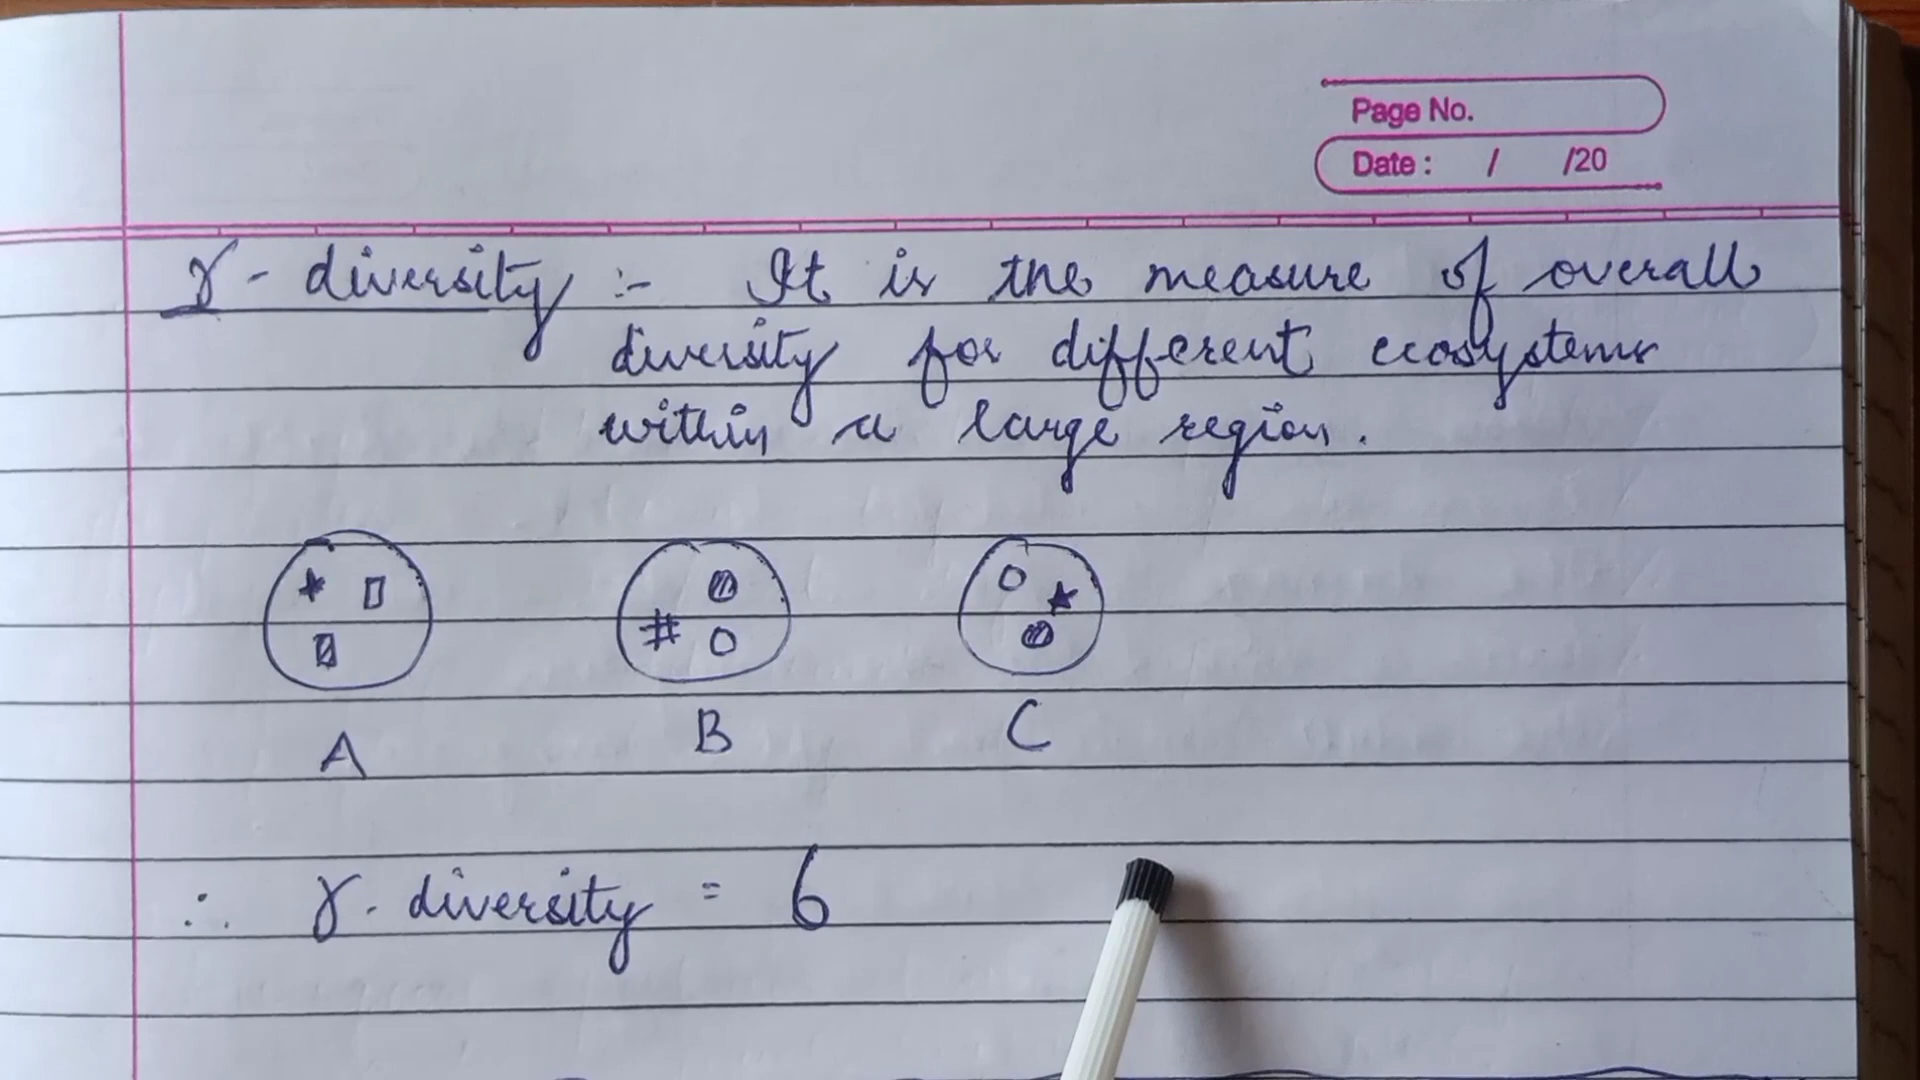 Page No.
Date : / /20
γ - diversity :- It is the measure of overall
diversity for different ecosystems
within a large region.
#
A B C
∴ γ. diversity = 6